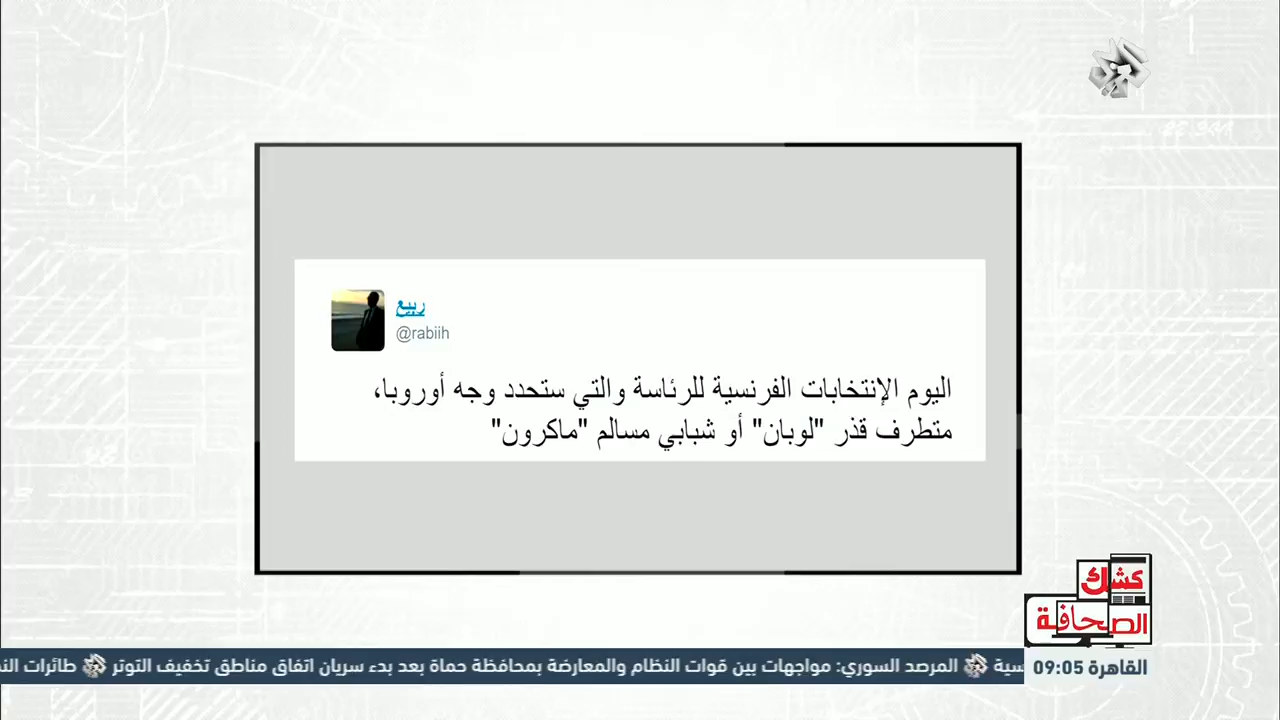 ربيع
@rabiih
اليوم الإنتخابات الفرنسية للرئاسة والتي ستحدد وجه أوروبا،
متطرف قذر "لوبان" أو شبابي مسالم "ماكرون"
كشك
الصحافة
القاهرة 09:05
المرصد السوري: مواجهات بين قوات النظام والمعارضة بمحافظة حماة بعد بدء سريان اتفاق مناطق تخفيف التوتر طائرات